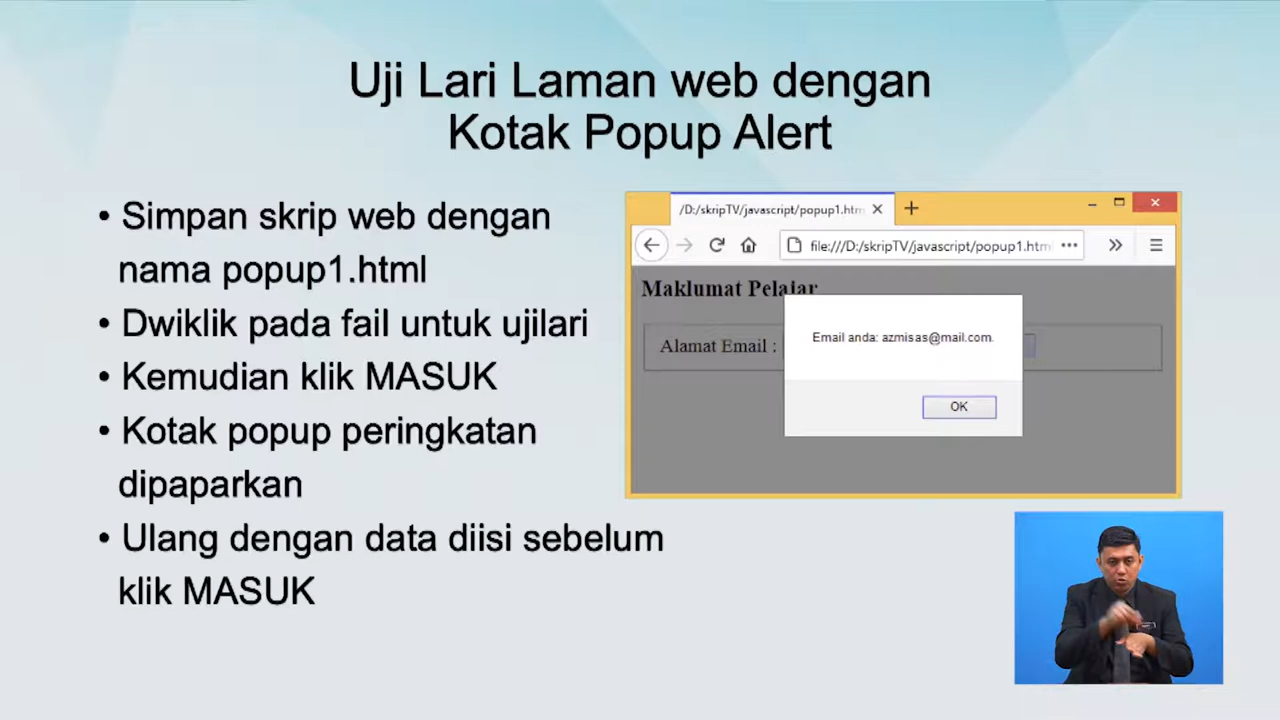 Uji Lari Laman web dengan
Kotak Popup Alert
• Simpan skrip web dengan
nama popup1.html
• Dwiklik pada fail untuk ujilari
• Kemudian klik MASUK
• Kotak popup peringkatan
dipaparkan
• Ulang dengan data diisi sebelum
klik MASUK
/D:/skripTV/javascript/popup1.htm
file:///D:/skripTV/javascript/popup1.html
Maklumat Pelajar
Alamat Email :
Email anda: azmisas@mail.com.
OK